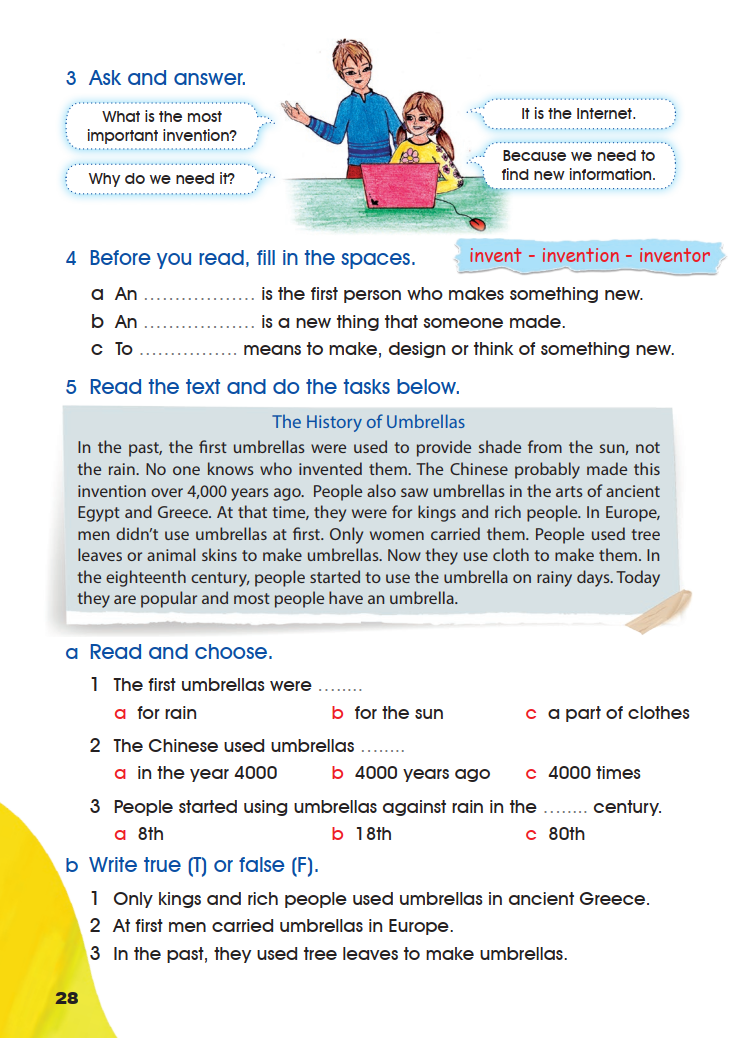 3 Ask and answer.
What is the most
important invention?
Why do we need it?
It is the Internet.
Because we need to
find new information.
4 Before you read, fill in the spaces.
invent - invention - inventor
a An ................... is the first person who makes something new.
b An ................... is a new thing that someone made.
c To ................ means to make, design or think of something new.
5 Read the text and do the tasks below.
The History of Umbrellas
In the past, the first umbrellas were used to provide shade from the sun, not
the rain. No one knows who invented them. The Chinese probably made this
invention over 4,000 years ago. People also saw umbrellas in the arts of ancient
Egypt and Greece. At that time, they were for kings and rich people. In Europe,
men didn't use umbrellas at first. Only women carried them. People used tree
leaves or animal skins to make umbrellas. Now they use cloth to make them. In
the eighteenth century, people started to use the umbrella on rainy days. Today
they are popular and most people have an umbrella.
a Read and choose.
1 The first umbrellas were ........
a for rain b for the sun c a part of clothes
2 The Chinese used umbrellas ........
a in the year 4000 b 4000 years ago c 4000 times
3 People started using umbrellas against rain in the ........ century.
a 8th b 18th c 80th
b Write true (T) or false (F).
1 Only kings and rich people used umbrellas in ancient Greece.
2 At first men carried umbrellas in Europe.
3 In the past, they used tree leaves to make umbrellas.
28